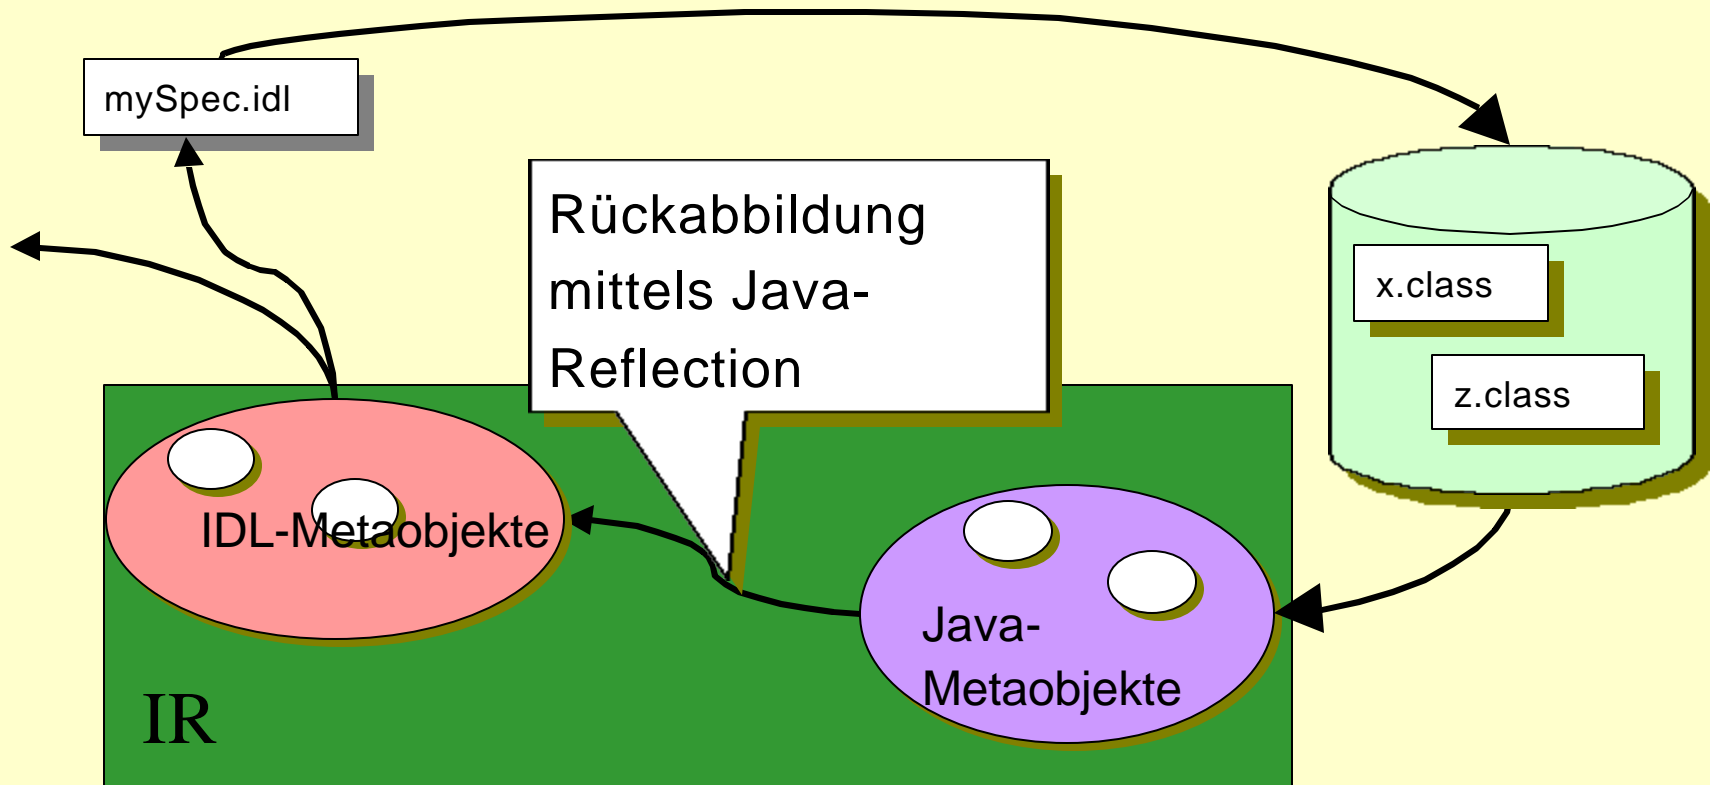 mySpec.idl
Rückabbildung
mittels Java-
Reflection
x.class
z.class
IDL-Metaobjekte
Java-
Metaobjekte
IR